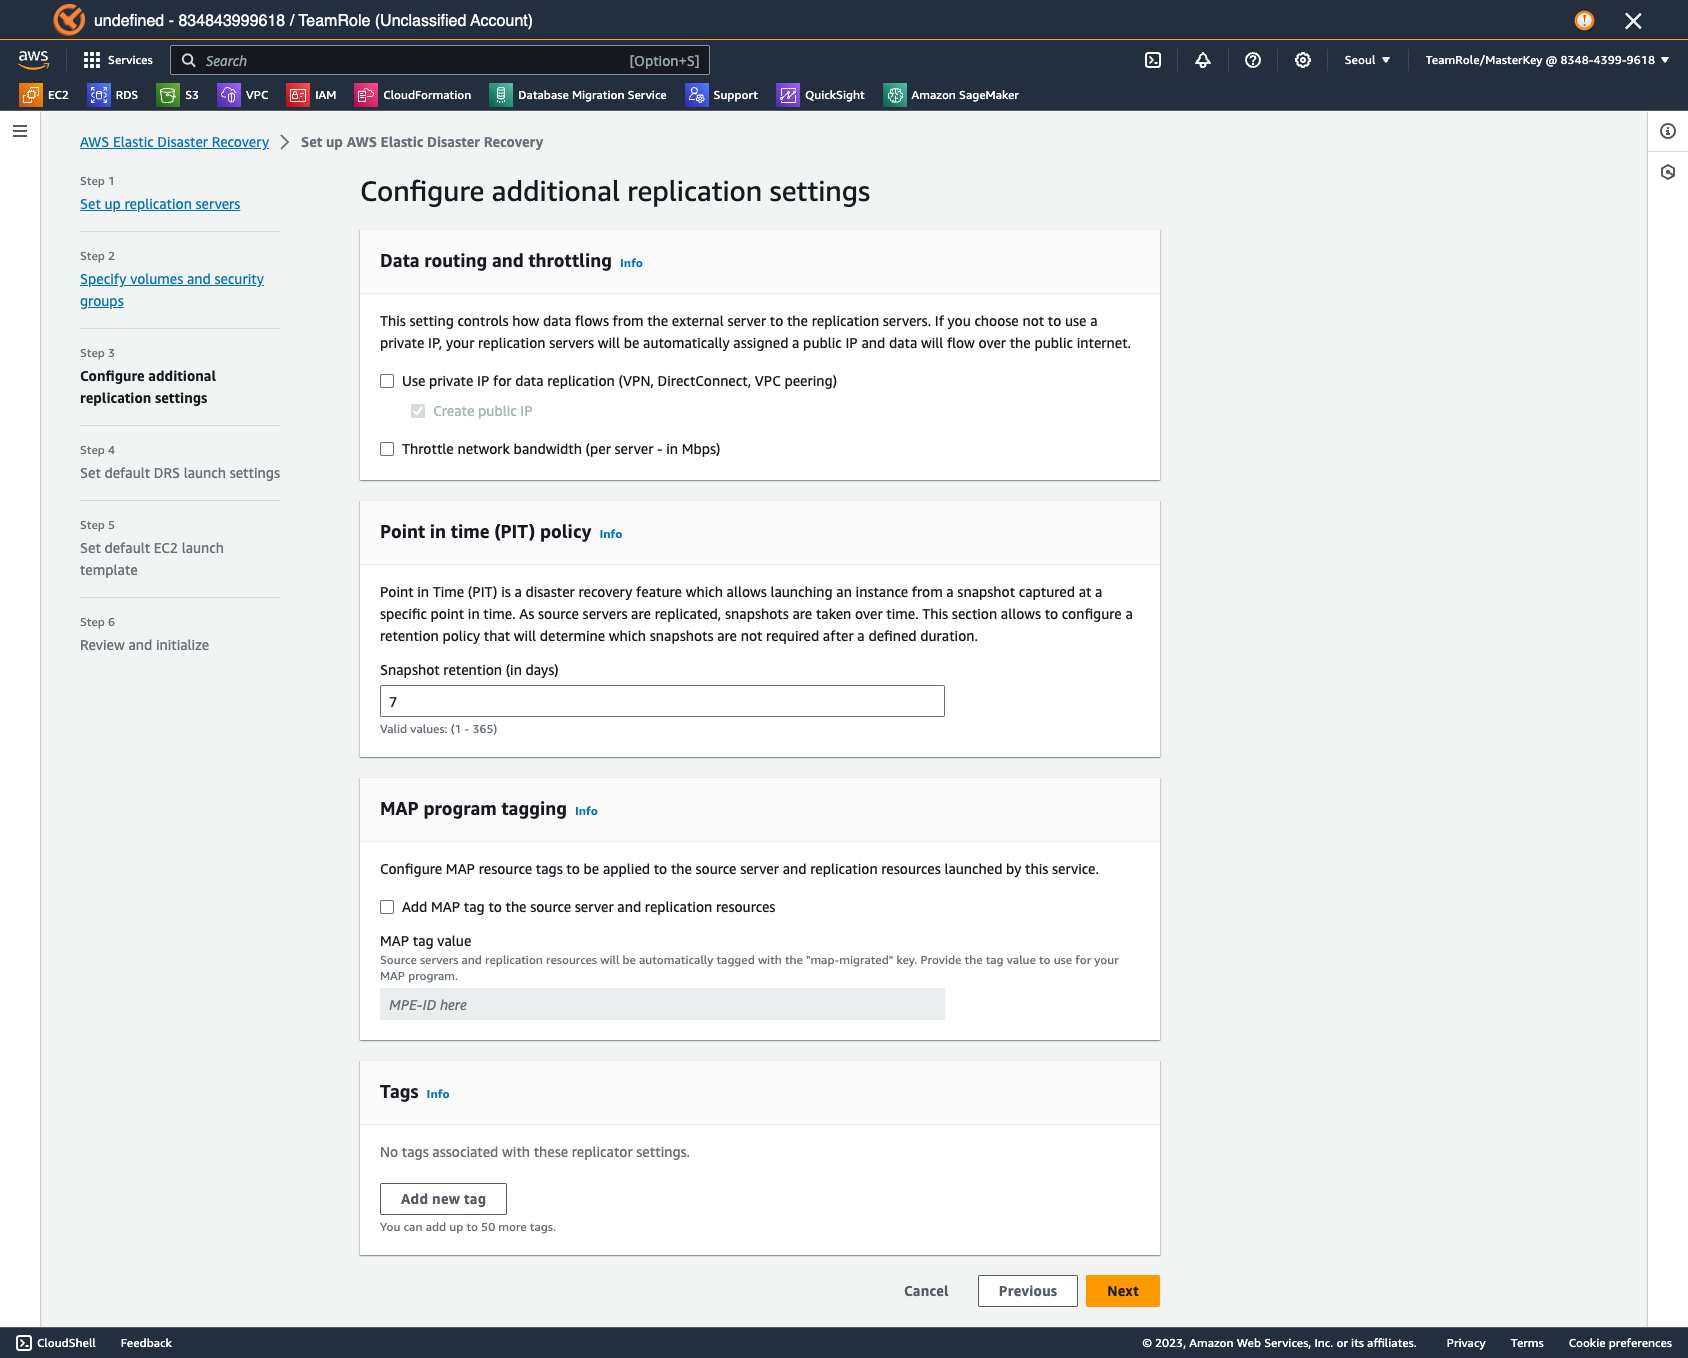 undefined - 834843999618 / TeamRole (Unclassified Account)
aws
Services
Search
[Option+S]
Seoul
TeamRole/MasterKey @ 8348-4399-9618
EC2
RDS
S3
VPC
IAM
CloudFormation
Database Migration Service
Support
QuickSight
Amazon SageMaker
AWS Elastic Disaster Recovery
Set up AWS Elastic Disaster Recovery
Step 1
Set up replication servers
Step 2
Specify volumes and security
groups
Step 3
Configure additional
replication settings
Step 4
Set default DRS launch settings
Step 5
Set default EC2 launch
template
Step 6
Review and initialize
Configure additional replication settings
Data routing and throttling Info
This setting controls how data flows from the external server to the replication servers. If you choose not to use a
private IP, your replication servers will be automatically assigned a public IP and data will flow over the public internet.
Use private IP for data replication (VPN, DirectConnect, VPC peering)
Create public IP
Throttle network bandwidth (per server - in Mbps)
Point in time (PIT) policy Info
Point in Time (PIT) is a disaster recovery feature which allows launching an instance from a snapshot captured at a
specific point in time. As source servers are replicated, snapshots are taken over time. This section allows to configure a
retention policy that will determine which snapshots are not required after a defined duration.
Snapshot retention (in days)
7
Valid values: (1 - 365)
MAP program tagging Info
Configure MAP resource tags to be applied to the source server and replication resources launched by this service.
Add MAP tag to the source server and replication resources
MAP tag value
Source servers and replication resources will be automatically tagged with the "map-migrated" key. Provide the tag value to use for your
MAP program.
MPE-ID here
Tags Info
No tags associated with these replicator settings.
Add new tag
You can add up to 50 more tags.
Cancel
Previous
Next
CloudShell
Feedback
© 2023, Amazon Web Services, Inc. or its affiliates.
Privacy
Terms
Cookie preferences